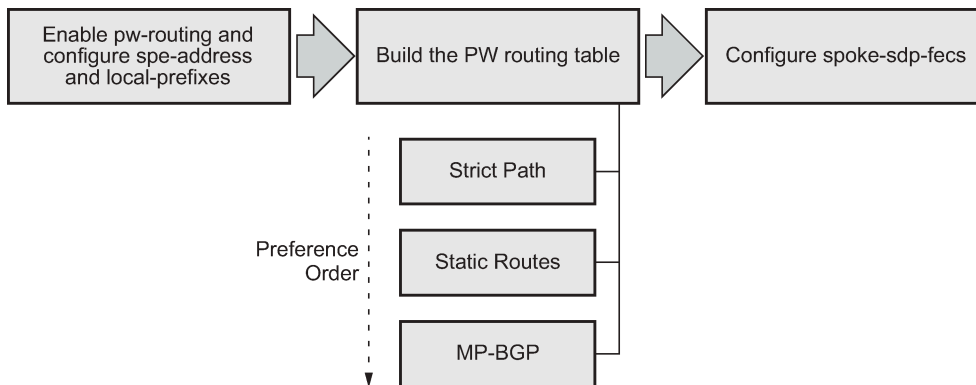 Enable pw-routing and
configure spe-address
and local-prefixes
Build the PW routing table
Configure spoke-sdp-fecs
Strict Path
Static Routes
MP-BGP
Preference
Order